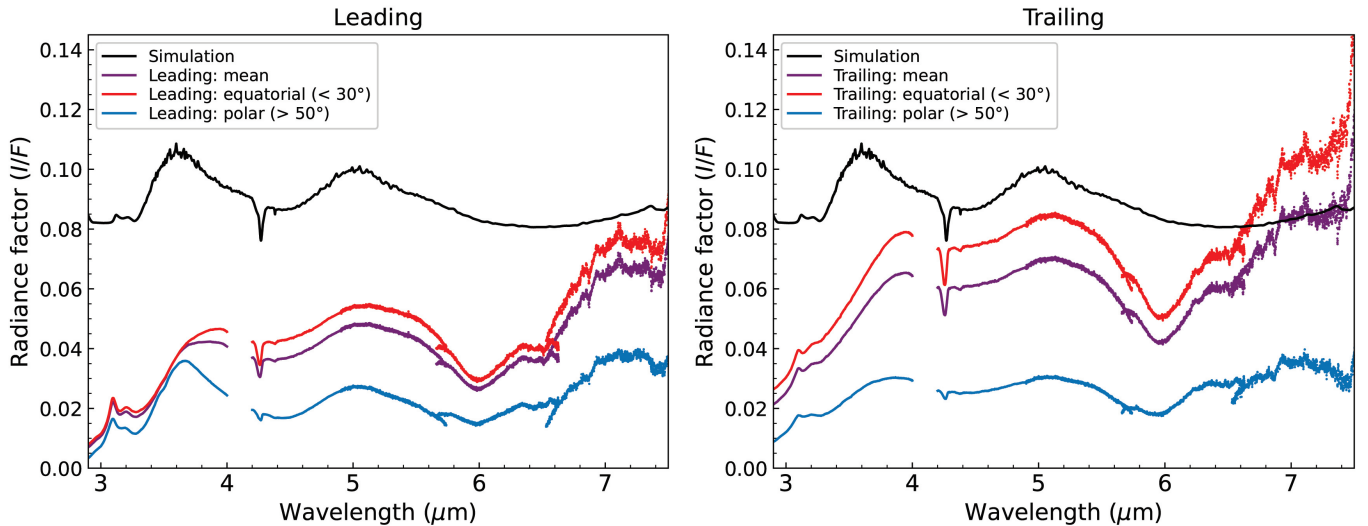 Leading
Radiance factor (I/F)
0.14
0.12
0.10
0.08
0.06
0.04
0.02
0.00
Simulation
Leading: mean
Leading: equatorial (< 30°)
Leading: polar (> 50°)
3 4 5 6 7
Wavelength (μm)
Trailing
Radiance factor (I/F)
0.14
0.12
0.10
0.08
0.06
0.04
0.02
0.00
Simulation
Trailing: mean
Trailing: equatorial (< 30°)
Trailing: polar (> 50°)
3 4 5 6 7
Wavelength (μm)